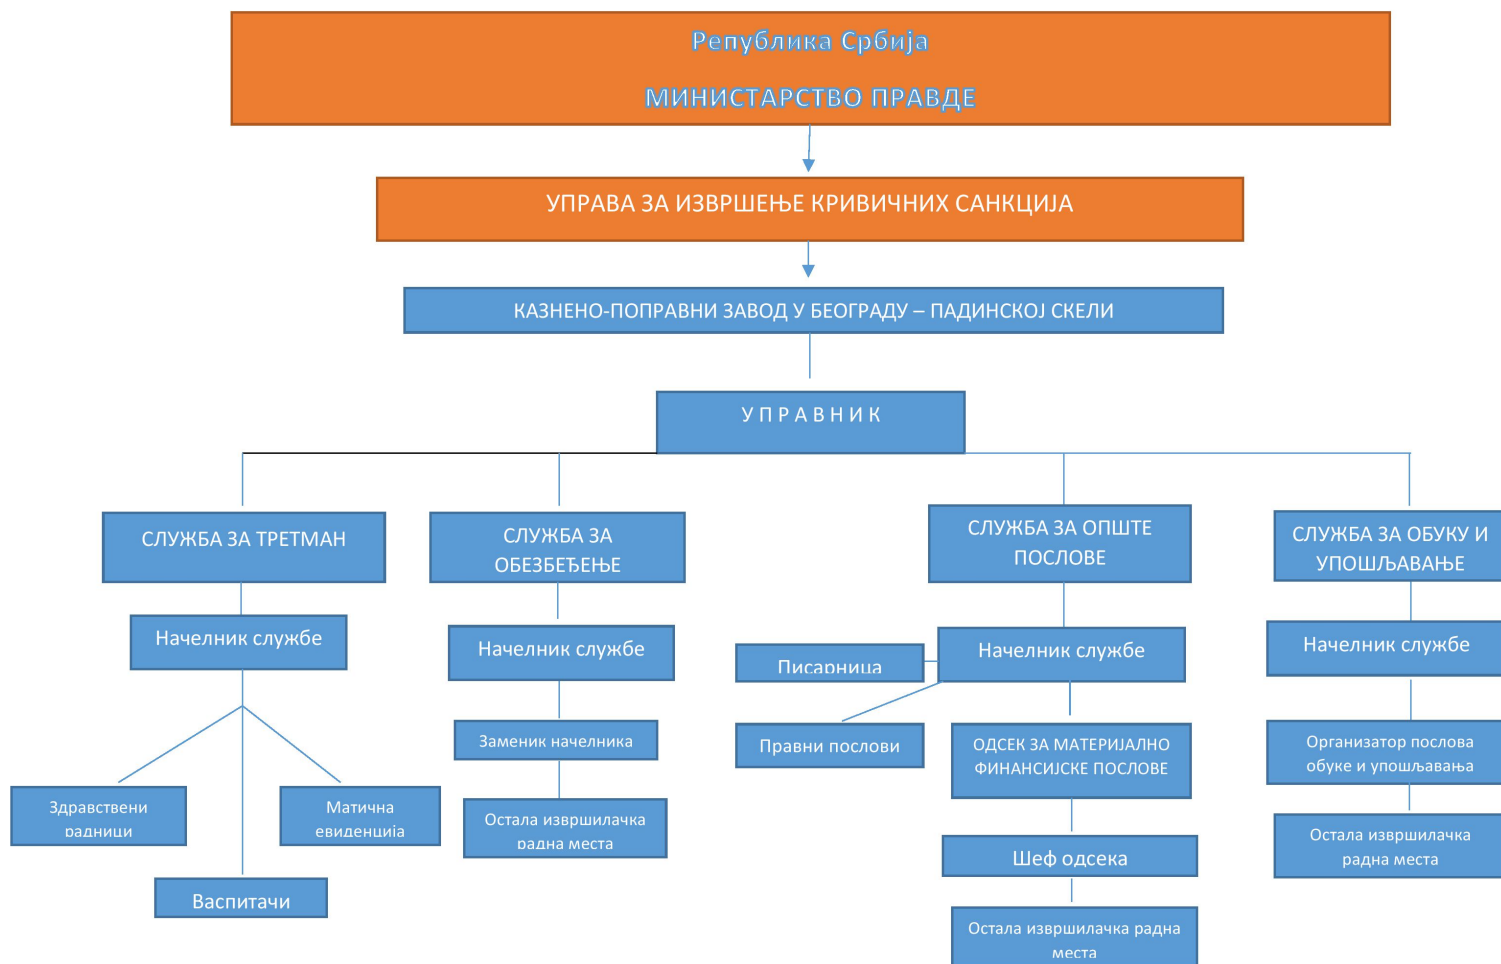 Република Србија
МИНИСТАРСТВО ПРАВДЕ
УПРАВА ЗА ИЗВРШЕЊЕ КРИВИЧНИХ САНКЦИЈА
КАЗНЕНО-ПОПРАВНИ ЗАВОД У БЕОГРАДУ – ПАДИНСКОЈ СКЕЛИ
У П Р А В Н И К
СЛУЖБА ЗА ТРЕТМАН
Начелник службе
Здравствени
радници
Васпитачи
Матична
евиденција
СЛУЖБА ЗА
ОБЕЗБЕЂЕЊЕ
Начелник службе
Заменик начелника
Остала извршилачка
радна места
СЛУЖБА ЗА ОПШТЕ
ПОСЛОВЕ
Начелник службе
Писарница
Правни послови
ОДСЕК ЗА МАТЕРИЈАЛНО
ФИНАНСИЈСКЕ ПОСЛОВЕ
Шеф одсека
Остала извршилачка радна
места
СЛУЖБА ЗА ОБУКУ И
УПОШЉАВАЊЕ
Начелник службе
Организатор послова
обуке и упошљавања
Остала извршилачка
радна места